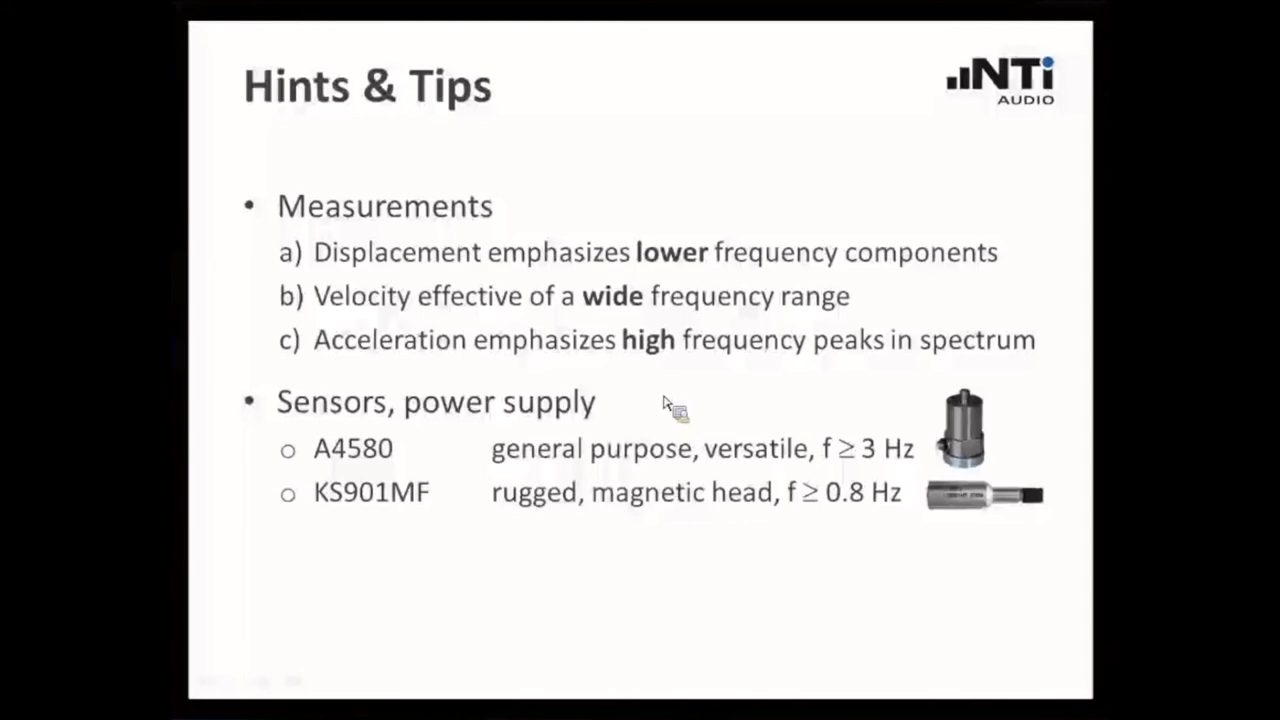 Hints & Tips
NTi
AUDIO
• Measurements
a) Displacement emphasizes lower frequency components
b) Velocity effective of a wide frequency range
c) Acceleration emphasizes high frequency peaks in spectrum
• Sensors, power supply
○ A4580 general purpose, versatile, f ≥ 3 Hz
○ KS901MF rugged, magnetic head, f ≥ 0.8 Hz